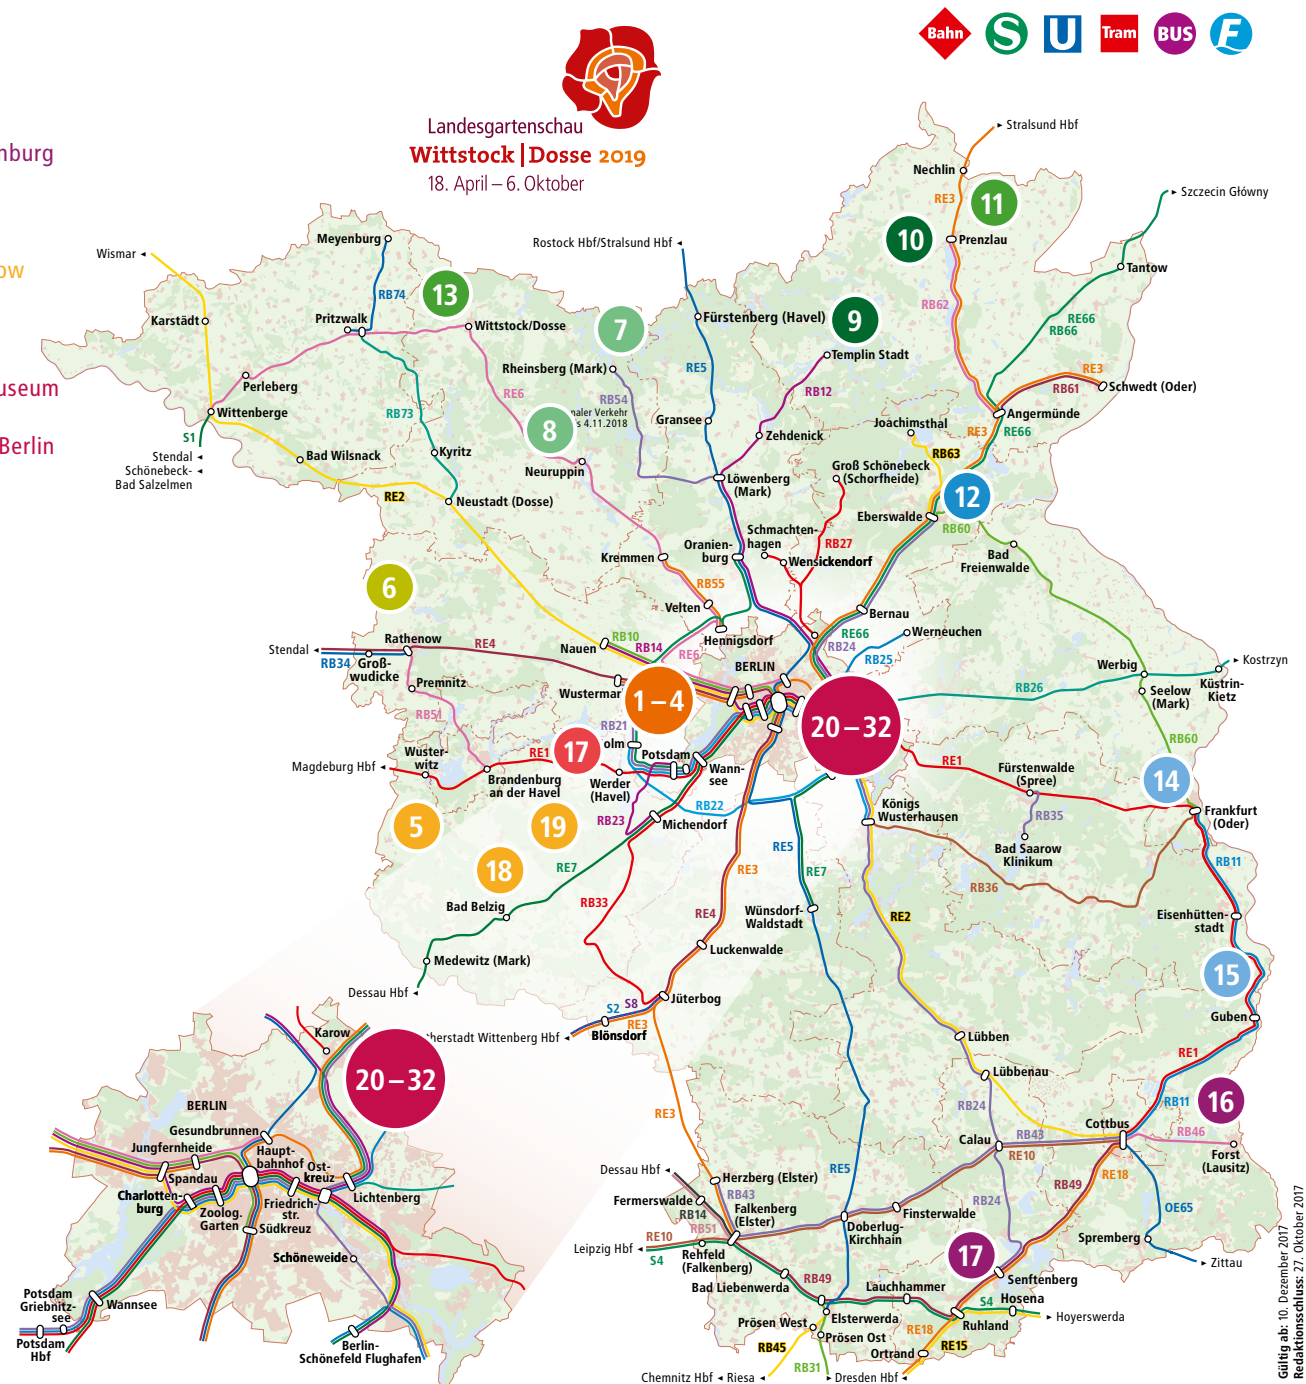 Bahn
S
U
Tram
BUS
F
Landesgartenschau
Wittstock | Dosse 2019
18. April – 6. Oktober
nburg
ow
useum
Berlin
Stralsund Hbf
Nechlin
RE3
11
10
Prenzlau
Szczecin Główny
Tantow
RE66
RB66
RB62
RE3
RB61
Schwedt (Oder)
Angermünde
RE3
RE66
Rostock Hbf/Stralsund Hbf
Fürstenberg (Havel)
9
Templin Stadt
RE5
RB12
Gransee
Zehdenick
Löwenberg
(Mark)
Joachimsthal
RB63
Groß Schönebeck
(Schorfheide)
12
Eberswalde
RB60
Bad
Freienwalde
Wismar
Meyenburg
RB74
13
Karstädt
Pritzwalk
Wittstock/Dosse
7
Rheinsberg (Mark)
RB54
naler Verkehr
s 4.11.2018
RE6
8
Neuruppin
Perleberg
Wittenberge
S1
Stendal
Schönebeck-
Bad Salzelmen
Bad Wilsnack
RB73
Kyritz
RE2
Neustadt (Dosse)
Kremmen
RB55
Velten
Hennigsdorf
Oranien-
burg
Schmachten-
hagen
Wensickendorf
RB27
Bernau
RE66
RB24
Werneuchen
RB25
6
Stendal
RB34
Groß-
wudicke
Rathenow
RE4
Premnitz
RB51
Nauen
RB10
RB14
RE6
BERLIN
Wustermar
1–4
20–32
RB21
olm
Potsdam
Wann-
see
17
RE1
Wuster-
witz
Magdeburg Hbf
Brandenburg
an der Havel
Werder
(Havel)
RB22
RB23
Michendorf
5
19
18
RE7
Bad Belzig
Medewitz (Mark)
Dessau Hbf
RB33
RE3
RE4
Luckenwalde
Jüterbog
S2
S8
RE3
Blönsdorf
herstadt Wittenberg Hbf
Werbig
Kostrzyn
Küstrin-
Kietz
RB26
Seelow
(Mark)
RB60
RE1
Fürstenwalde
(Spree)
14
Frankfurt
(Oder)
RB35
Bad Saarow
Klinikum
Königs
Wusterhausen
RB36
RB11
Eisenhütten-
stadt
15
Guben
RE1
RB11
16
RE5
RE7
Wünsdorf-
Waldstadt
RE2
Lübben
Lübbenau
RB24
Calau
RB43
RE10
Cottbus
RB46
Forst
(Lausitz)
RE18
RB49
OE65
Spremberg
Zittau
RB24
17
Senftenberg
Hosena
S4
Hoyerswerda
Ruhland
RE15
RE18
Ortrand
Lauchhammer
RE3
Dessau Hbf
Herzberg (Elster)
Fermerswalde
RB43
RB14
RB51
Falkenberg
(Elster)
RE10
Leipzig Hbf
S4
Rehfeld
(Falkenberg)
RE5
Doberlug-
Kirchhain
Finsterwalde
Bad Liebenwerda
RB49
Elsterwerda
Prösen West
Prösen Ost
RB45
RB31
Chemnitz Hbf
Riesa
Dresden Hbf
Karow
20–32
BERLIN
Gesundbrunnen
Jungfernheide
Haupt-
bahnhof
Ost-
kreuz
Spandau
Charlotten-
burg
Zoolog.
Garten
Friedrich-
str.
Lichtenberg
Südkreuz
Schöneweide
Potsdam
Griebnitz-
see
Wannsee
Potsdam
Hbf
Berlin-
Schönefeld Flughafen
Gültig ab: 10. Dezember 2017
Redaktionsschluss: 27. Oktober 2017